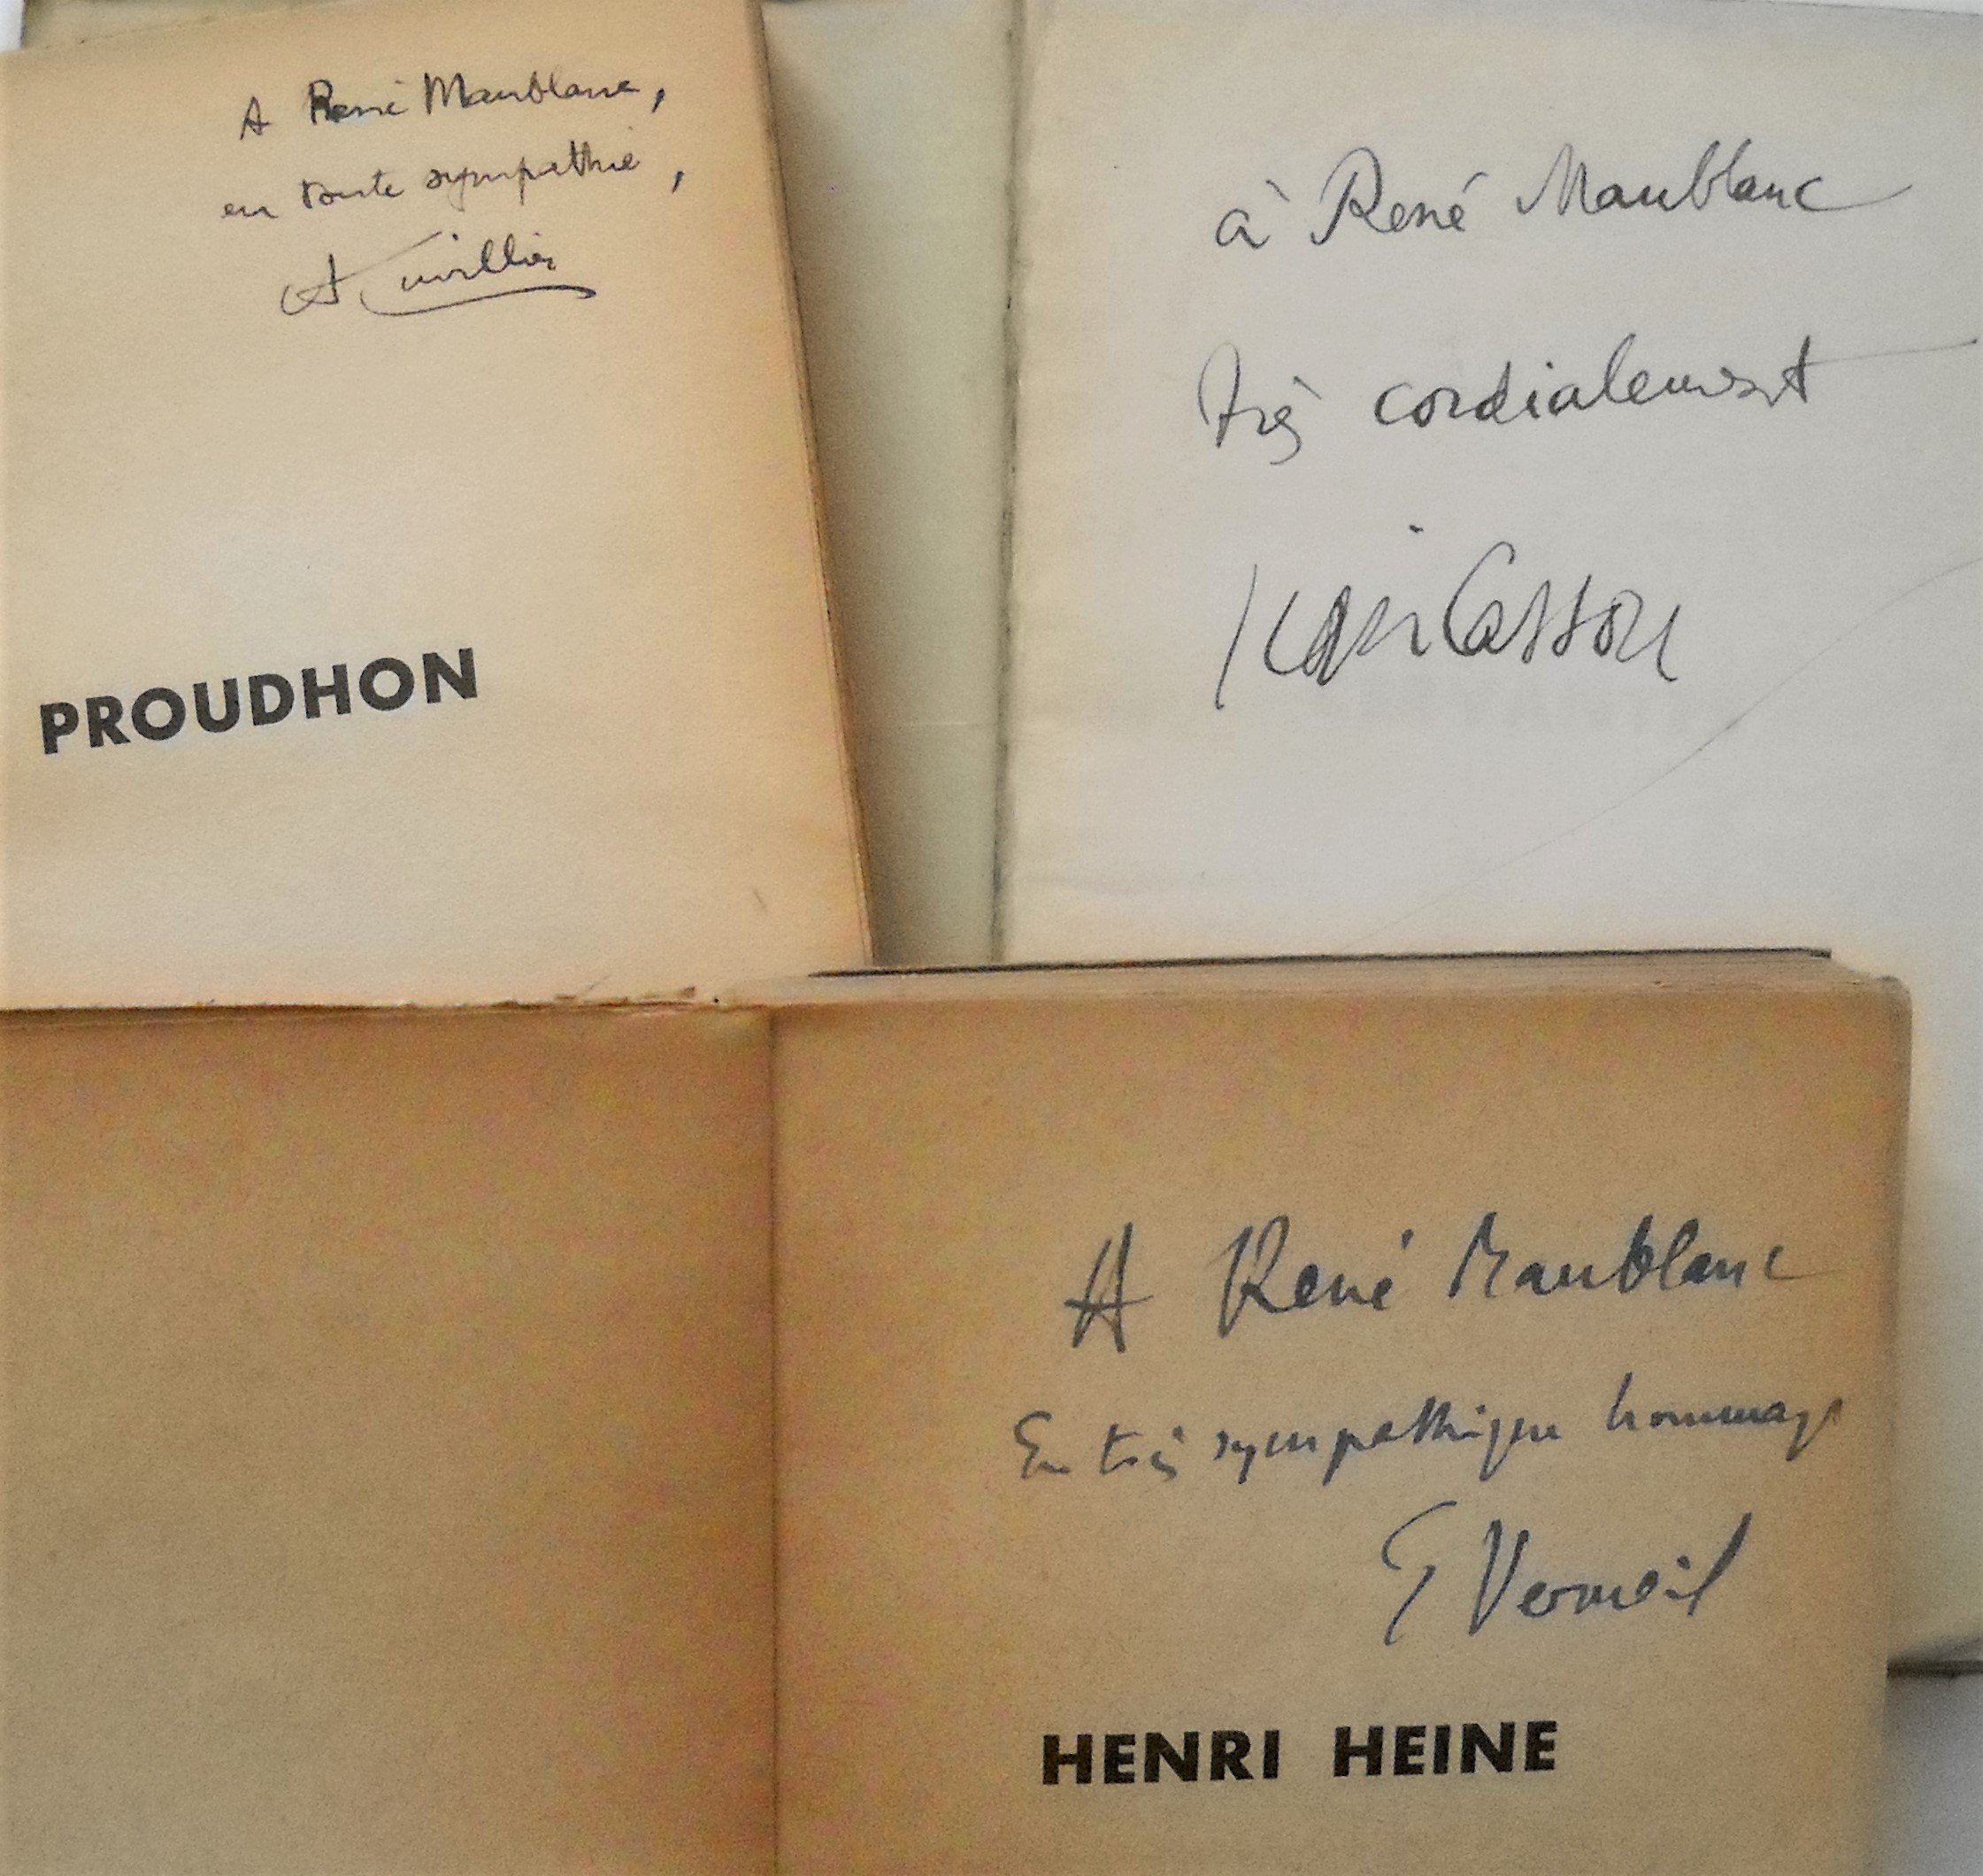 A René Maublanc,
en toute sympathie,
A Cuvillier
PROUDHON
à René Maublanc
très cordialement
Jean Cassou
A René Maublanc
En très sympathique hommage
E Vermeil
HENRI HEINE